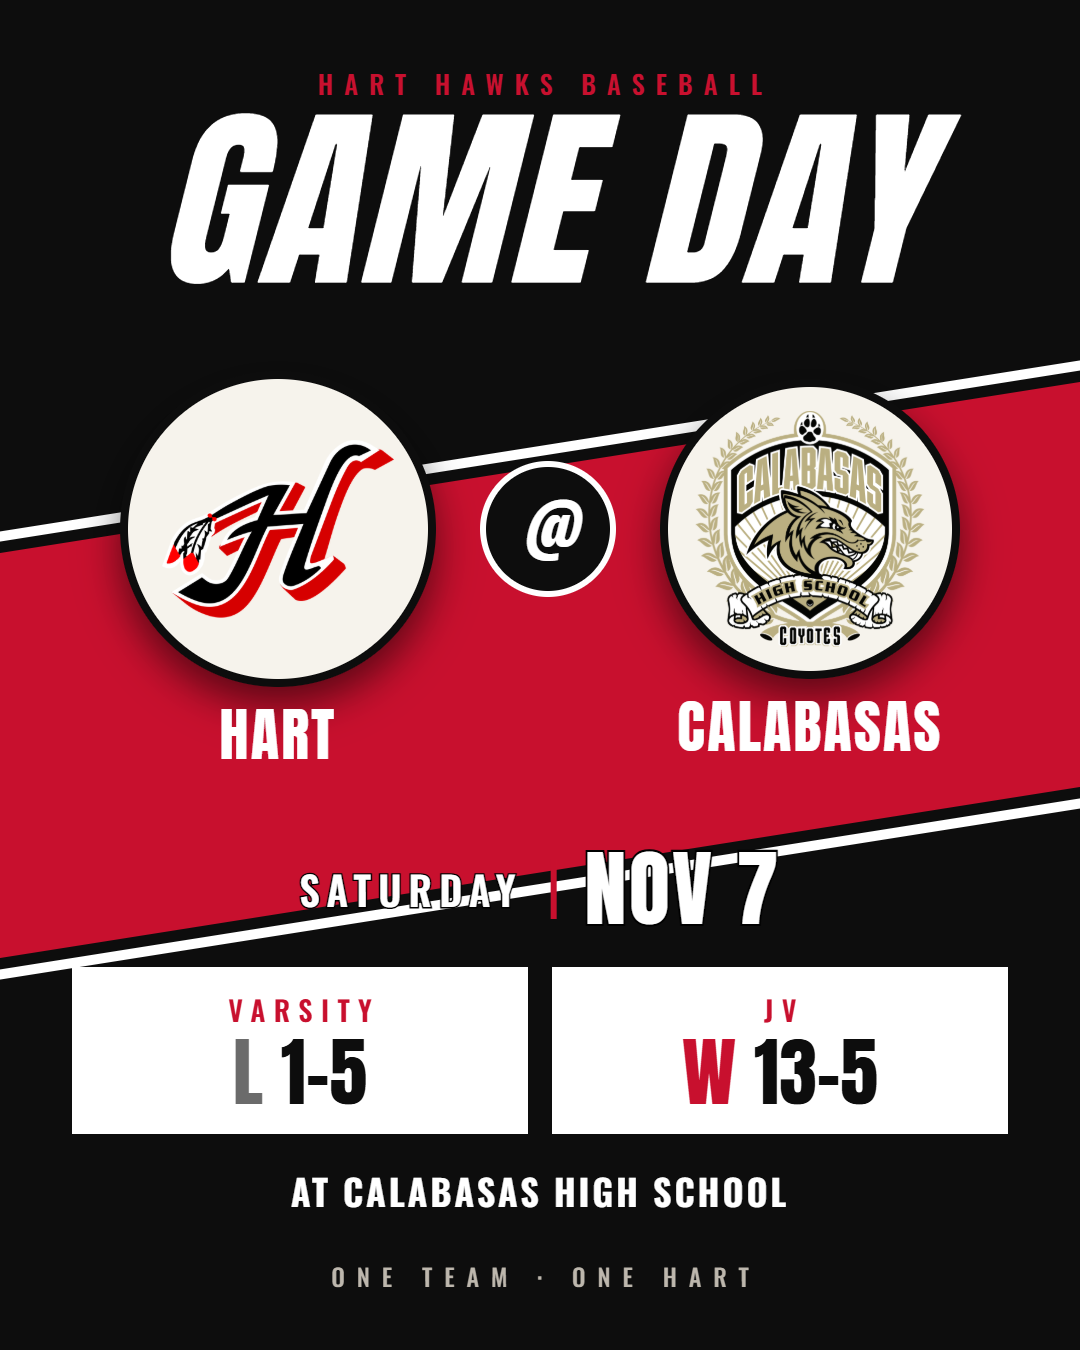 HART HAWKS BASEBALL
GAME DAY
H
@
CALABASAS
HIGH SCHOOL
COYOTES
HART
CALABASAS
SATURDAY | NOV 7
VARSITY
L 1-5
JV
W 13-5
AT CALABASAS HIGH SCHOOL
ONE TEAM · ONE HART